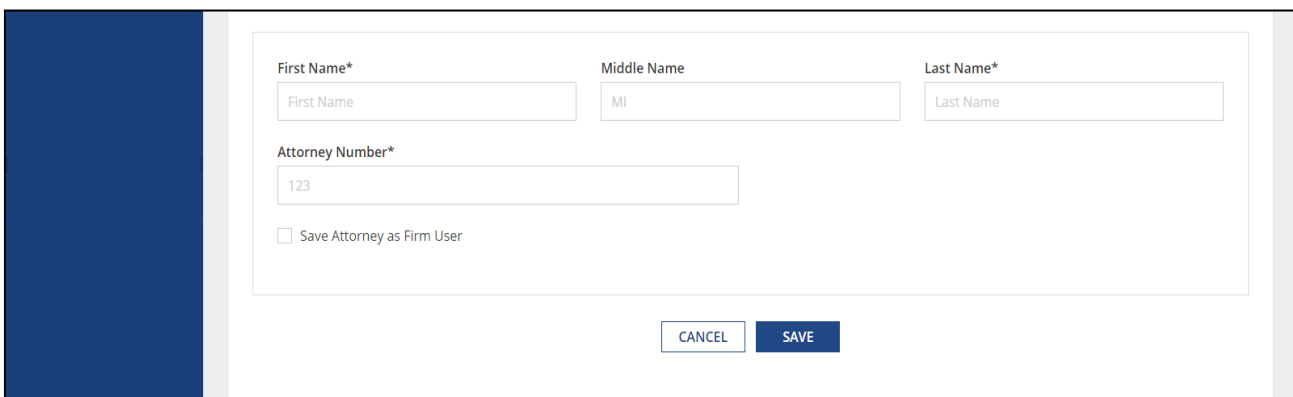 First Name* Middle Name Last Name*
First Name MI Last Name
Attorney Number*
123
Save Attorney as Firm User
CANCEL SAVE